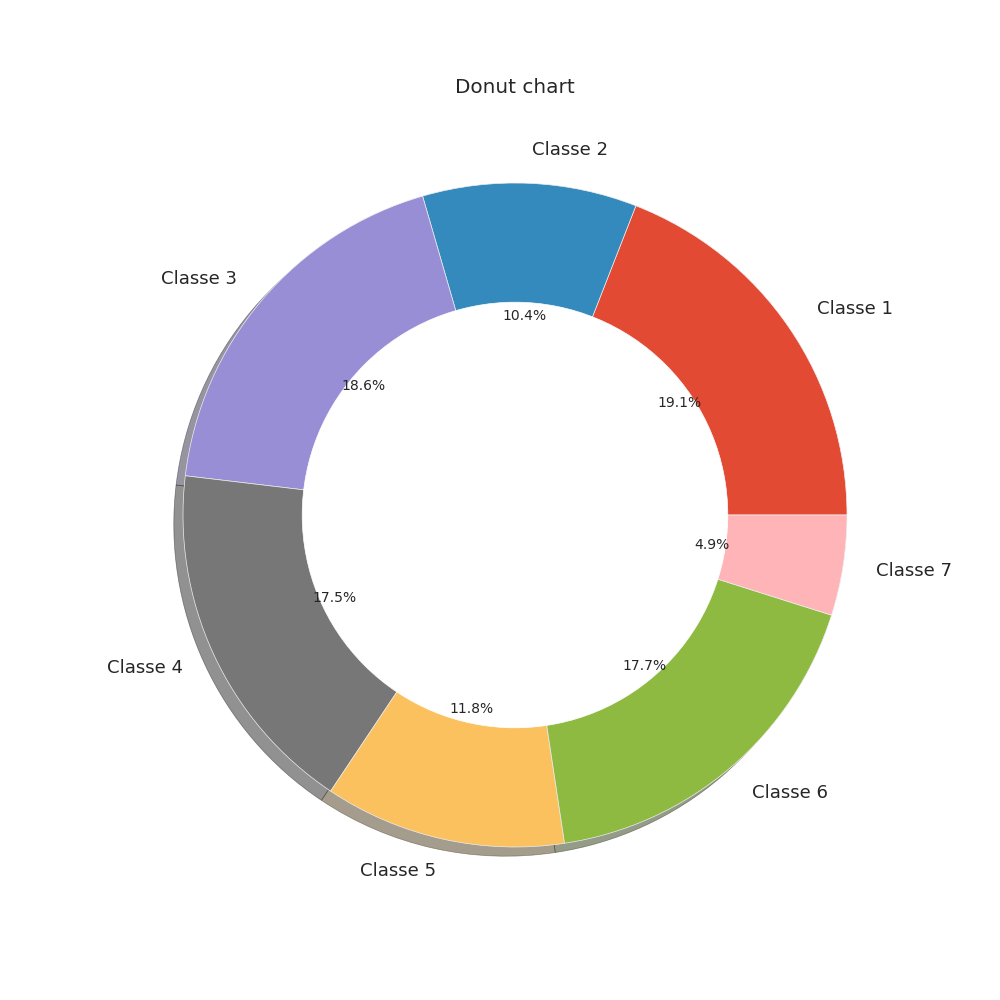 Donut chart
Classe 2
Classe 3
Classe 1
10.4%
18.6%
19.1%
4.9%
Classe 7
17.5%
Classe 4
17.7%
11.8%
Classe 6
Classe 5